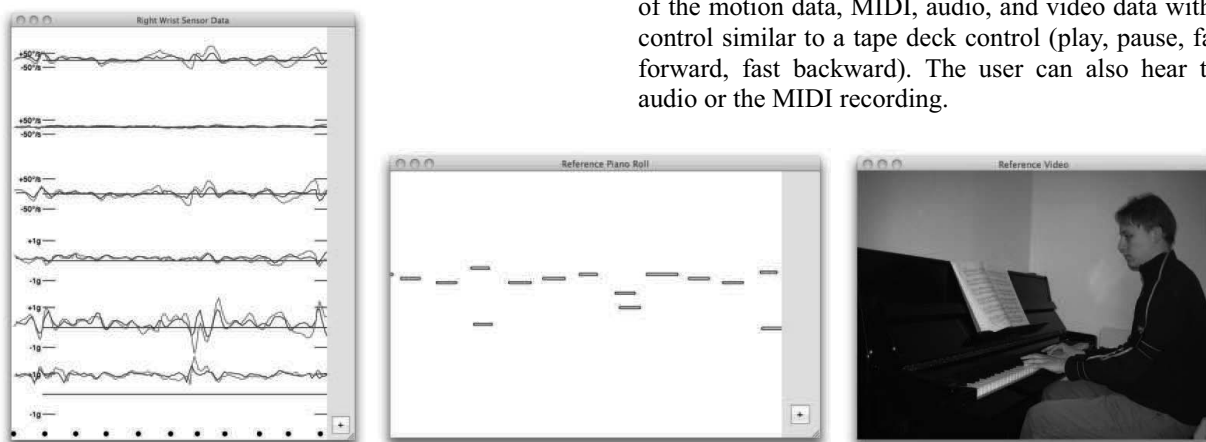 of the motion data, MIDI, audio, and video data with
control similar to a tape deck control (play, pause, fa
forward, fast backward). The user can also hear t
audio or the MIDI recording.
Right Wrist Sensor Data
+50°/s
-50°/s
+50°/s
-50°/s
+50°/s
-50°/s
+1g
-1g
+1g
-1g
+1g
-1g
+
Reference Piano Roll
+
Reference Video